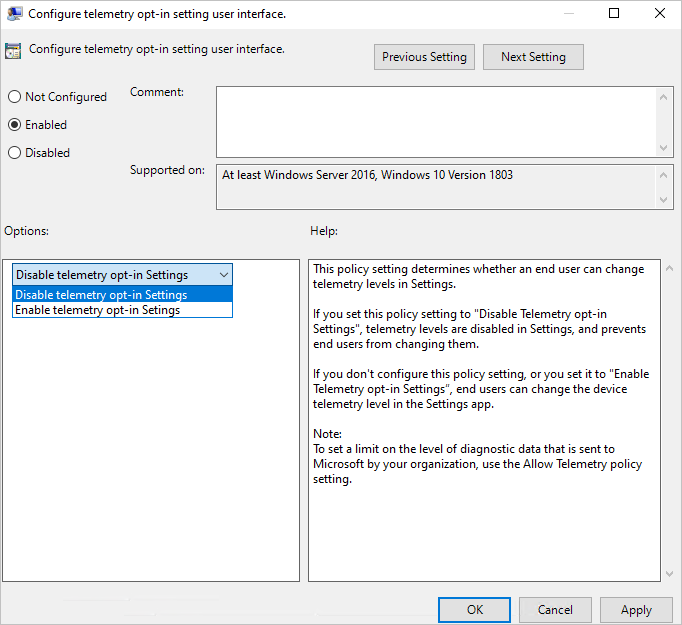 Configure telemetry opt-in setting user interface.
Configure telemetry opt-in setting user interface.
Previous Setting
Next Setting
Not Configured
Enabled
Disabled
Comment:
Supported on:
At least Windows Server 2016, Windows 10 Version 1803
Options:
Help:
Disable telemetry opt-in Settings
Disable telemetry opt-in Settings
Enable telemetry opt-in Setings
This policy setting determines whether an end user can change
telemetry levels in Settings.
If you set this policy setting to "Disable Telemetry opt-in
Settings", telemetry levels are disabled in Settings, and prevents
end users from changing them.
If you don't configure this policy setting, or you set it to "Enable
Telemetry opt-in Settings", end users can change the device
telemetry level in the Settings app.
Note:
To set a limit on the level of diagnostic data that is sent to
Microsoft by your organization, use the Allow Telemetry policy
setting.
OK
Cancel
Apply